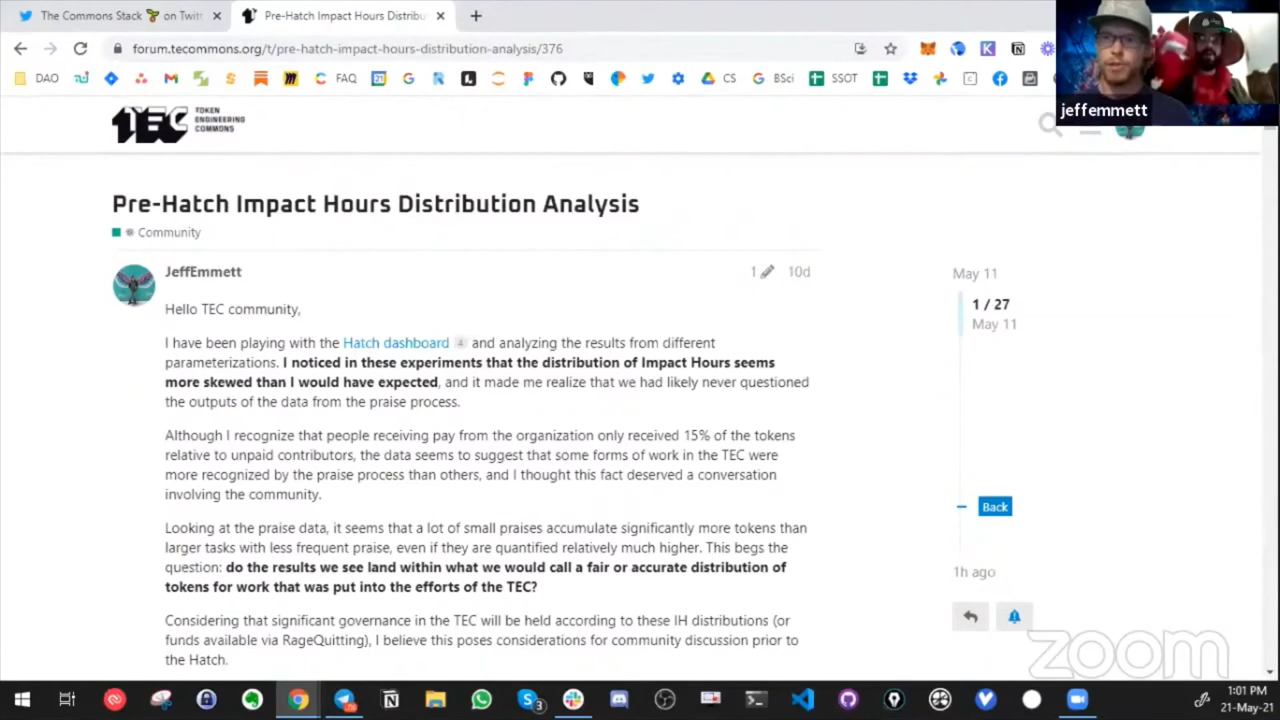 The Commons Stack 🌱 on Twitt
Pre-Hatch Impact Hours Distribu
forum.tecommons.org/t/pre-hatch-impact-hours-distribution-analysis/376
DAO
FAQ
CS
BSci
SSOT
jeffemmett
TEC TOKEN
ENGINEERING
COMMONS
Pre-Hatch Impact Hours Distribution Analysis
Community
JeffEmmett 1 10d
Hello TEC community,
I have been playing with the Hatch dashboard 4 and analyzing the results from different
parameterizations. I noticed in these experiments that the distribution of Impact Hours seems
more skewed than I would have expected, and it made me realize that we had likely never questioned
the outputs of the data from the praise process.
Although I recognize that people receiving pay from the organization only received 15% of the tokens
relative to unpaid contributors, the data seems to suggest that some forms of work in the TEC were
more recognized by the praise process than others, and I thought this fact deserved a conversation
involving the community.
Looking at the praise data, it seems that a lot of small praises accumulate significantly more tokens than
larger tasks with less frequent praise, even if they are quantified relatively much higher. This begs the
question: do the results we see land within what we would call a fair or accurate distribution of
tokens for work that was put into the efforts of the TEC?
Considering that significant governance in the TEC will be held according to these IH distributions (or
funds available via RageQuitting), I believe this poses considerations for community discussion prior to
the Hatch.
May 11
1 / 27
May 11
Back
1h ago
zoom
3
1:01 PM
21-May-21